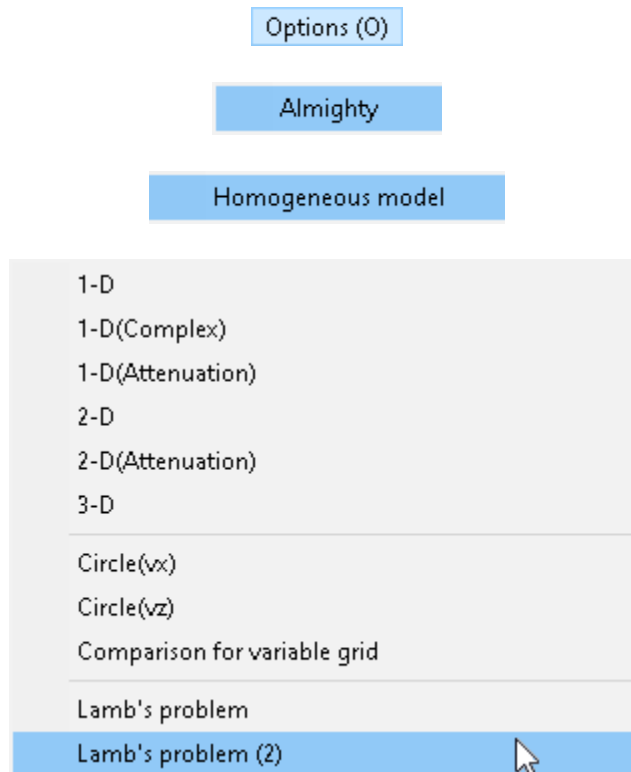 Options (O)
Almighty
Homogeneous model
1-D
1-D(Complex)
1-D(Attenuation)
2-D
2-D(Attenuation)
3-D
Circle(vx)
Circle(vz)
Comparison for variable grid
Lamb's problem
Lamb's problem (2)